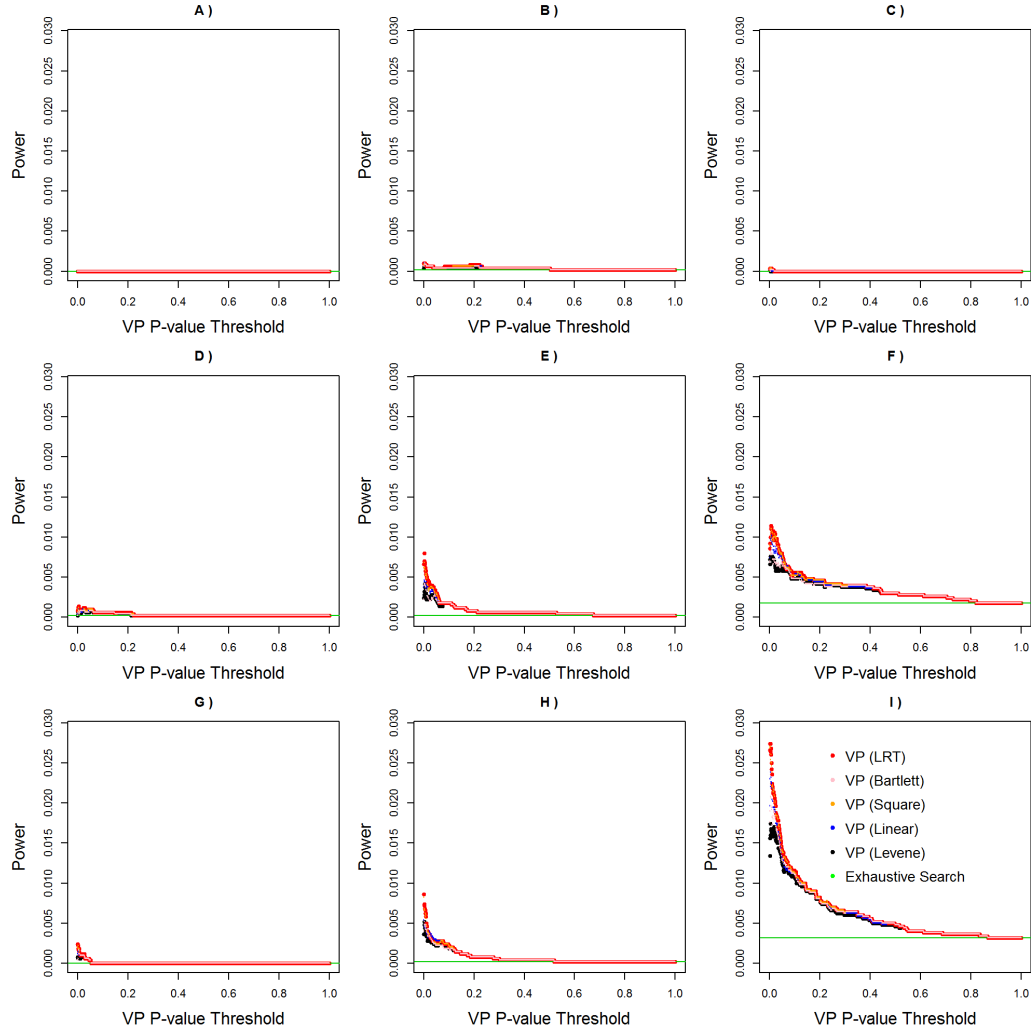 A )
B )
C )
Power
0.000 0.005 0.010 0.015 0.020 0.025 0.030
0.0 0.2 0.4 0.6 0.8 1.0
VP P-value Threshold
Power
0.000 0.005 0.010 0.015 0.020 0.025 0.030
0.0 0.2 0.4 0.6 0.8 1.0
VP P-value Threshold
Power
0.000 0.005 0.010 0.015 0.020 0.025 0.030
0.0 0.2 0.4 0.6 0.8 1.0
VP P-value Threshold
D )
E )
F )
Power
0.000 0.005 0.010 0.015 0.020 0.025 0.030
0.0 0.2 0.4 0.6 0.8 1.0
VP P-value Threshold
Power
0.000 0.005 0.010 0.015 0.020 0.025 0.030
0.0 0.2 0.4 0.6 0.8 1.0
VP P-value Threshold
Power
0.000 0.005 0.010 0.015 0.020 0.025 0.030
0.0 0.2 0.4 0.6 0.8 1.0
VP P-value Threshold
G )
H )
I )
Power
0.000 0.005 0.010 0.015 0.020 0.025 0.030
0.0 0.2 0.4 0.6 0.8 1.0
VP P-value Threshold
Power
0.000 0.005 0.010 0.015 0.020 0.025 0.030
0.0 0.2 0.4 0.6 0.8 1.0
VP P-value Threshold
Power
0.000 0.005 0.010 0.015 0.020 0.025 0.030
VP (LRT)
VP (Bartlett)
VP (Square)
VP (Linear)
VP (Levene)
Exhaustive Search
0.0 0.2 0.4 0.6 0.8 1.0
VP P-value Threshold